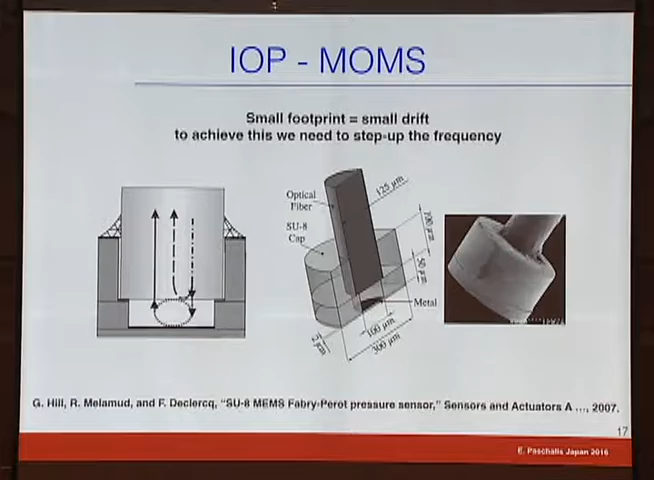 IOP - MOMS
Small footprint = small drift
to achieve this we need to step-up the frequency
Optical
Fiber
SU-8
Cap
125 µm
Metal
50 µm
100 µm
300 µm
G. Hill, R. Melamud, and F. Declercq, "SU-8 MEMS Fabry-Perot pressure sensor," Sensors and Actuators A ..., 2007.
17
E. Paschalis Japan 2016